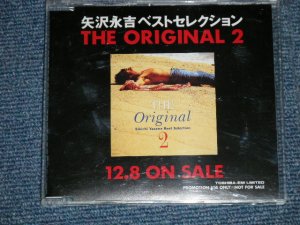 矢沢永吉ベストセレクション
THE ORIGINAL 2
THE
Original
Eikichi Yazawa Best Selection
2
12.8 ON SALE
TOSHIBA-EMI LIMITED
PROMOTION USE ONLY・NOT FOR SALE